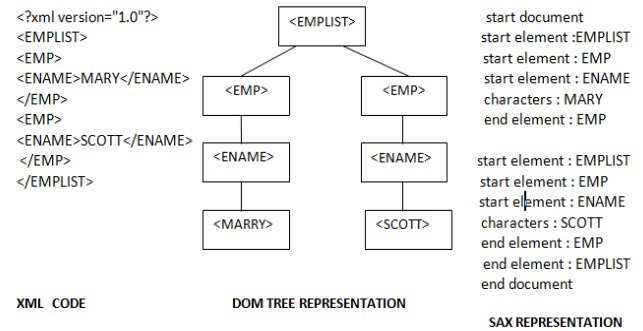 <?xml version="1.0"?>
<EMPLIST>
<EMP>
<ENAME>MARY</ENAME>
</EMP>
<EMP>
<ENAME>SCOTT</ENAME>
</EMP>
</EMPLIST>
XML CODE
<EMPLIST>
<EMP> <EMP>
<ENAME> <ENAME>
<MARRY> <SCOTT>
DOM TREE REPRESENTATION
start document
start element :EMPLIST
start element : EMP
start element : ENAME
characters : MARY
end element : EMP
start element : EMPLIST
start element : EMP
start element : ENAME
characters : SCOTT
end element : EMP
end element : EMPLIST
end document
SAX REPRESENTATION